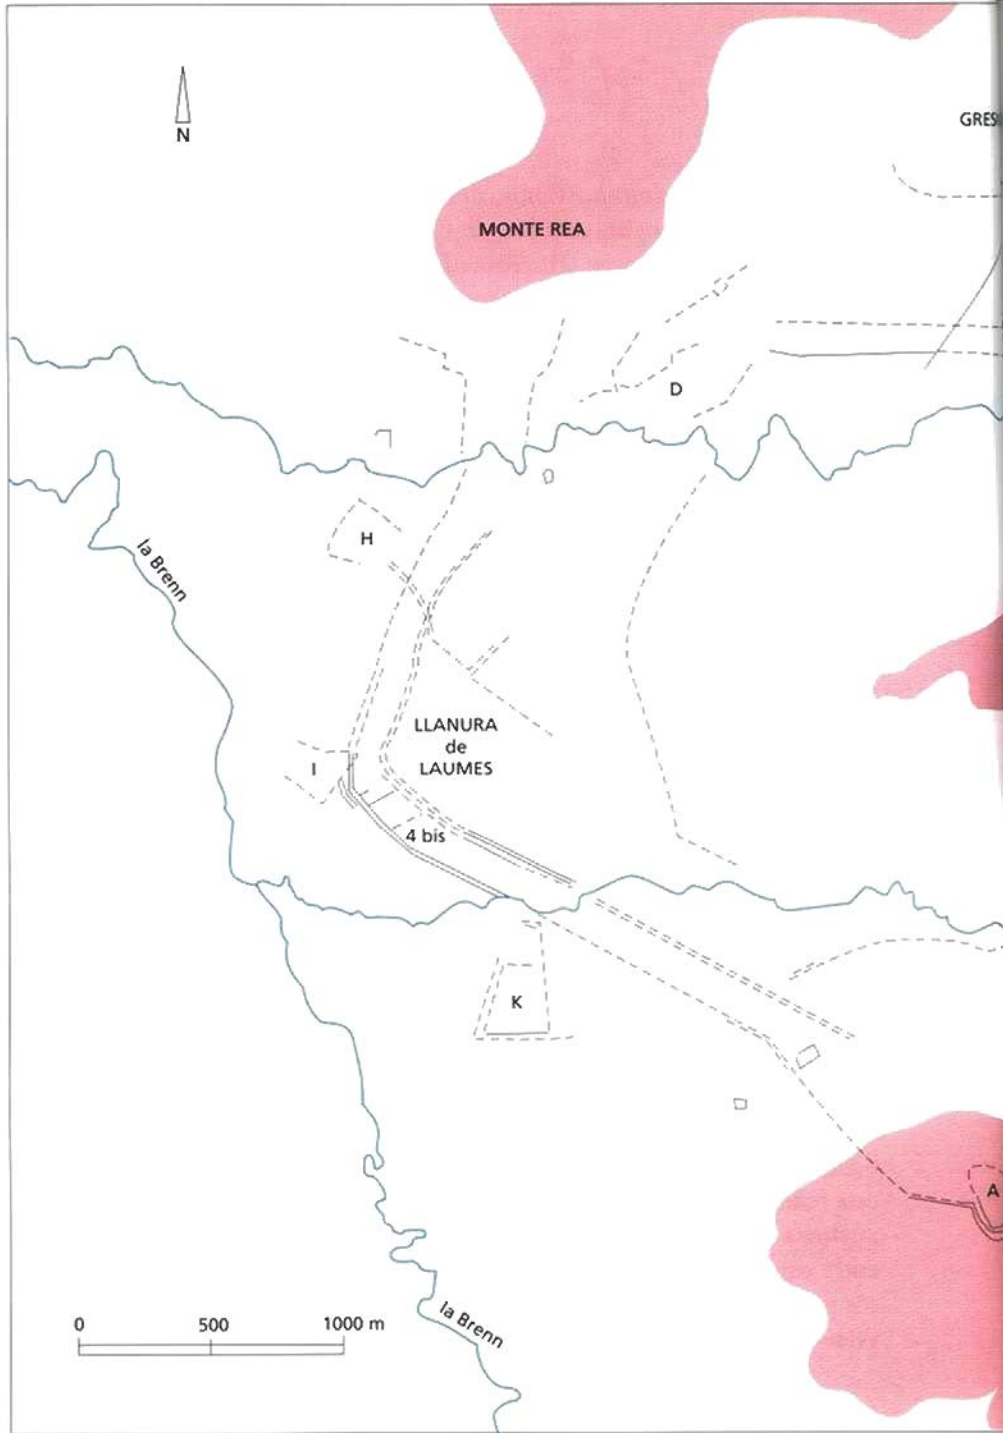 N
GRES
MONTE REA
D
H
la Brenn
LLANURA
de
LAUMES
I
4 bis
K
A
0 500 1000 m
la Brenn